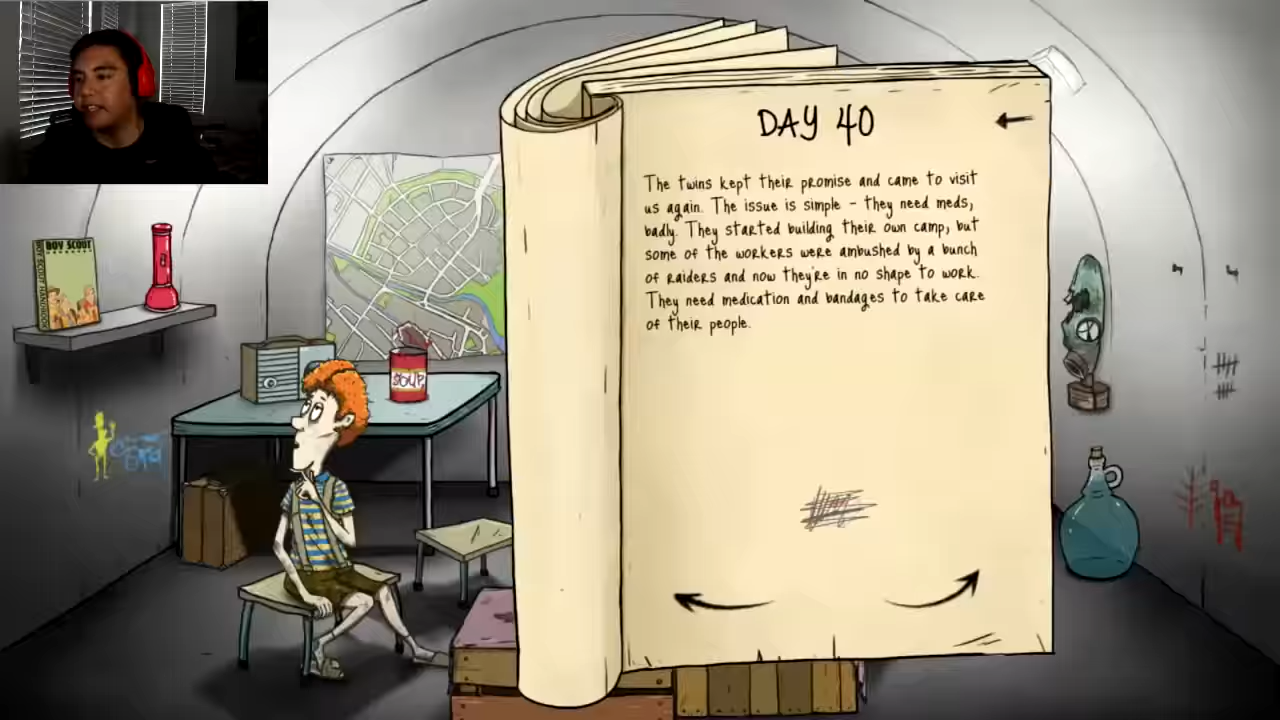 DAY 40
The twins kept their promise and came to visit
us again. The issue is simple - they need meds,
badly. They started building their own camp, but
some of the workers were ambushed by a bunch
of raiders and now they're in no shape to work.
They need medication and bandages to take care
of their people.
BOY SCOUT
BOY SCOUT HANDBOOK
SOUP